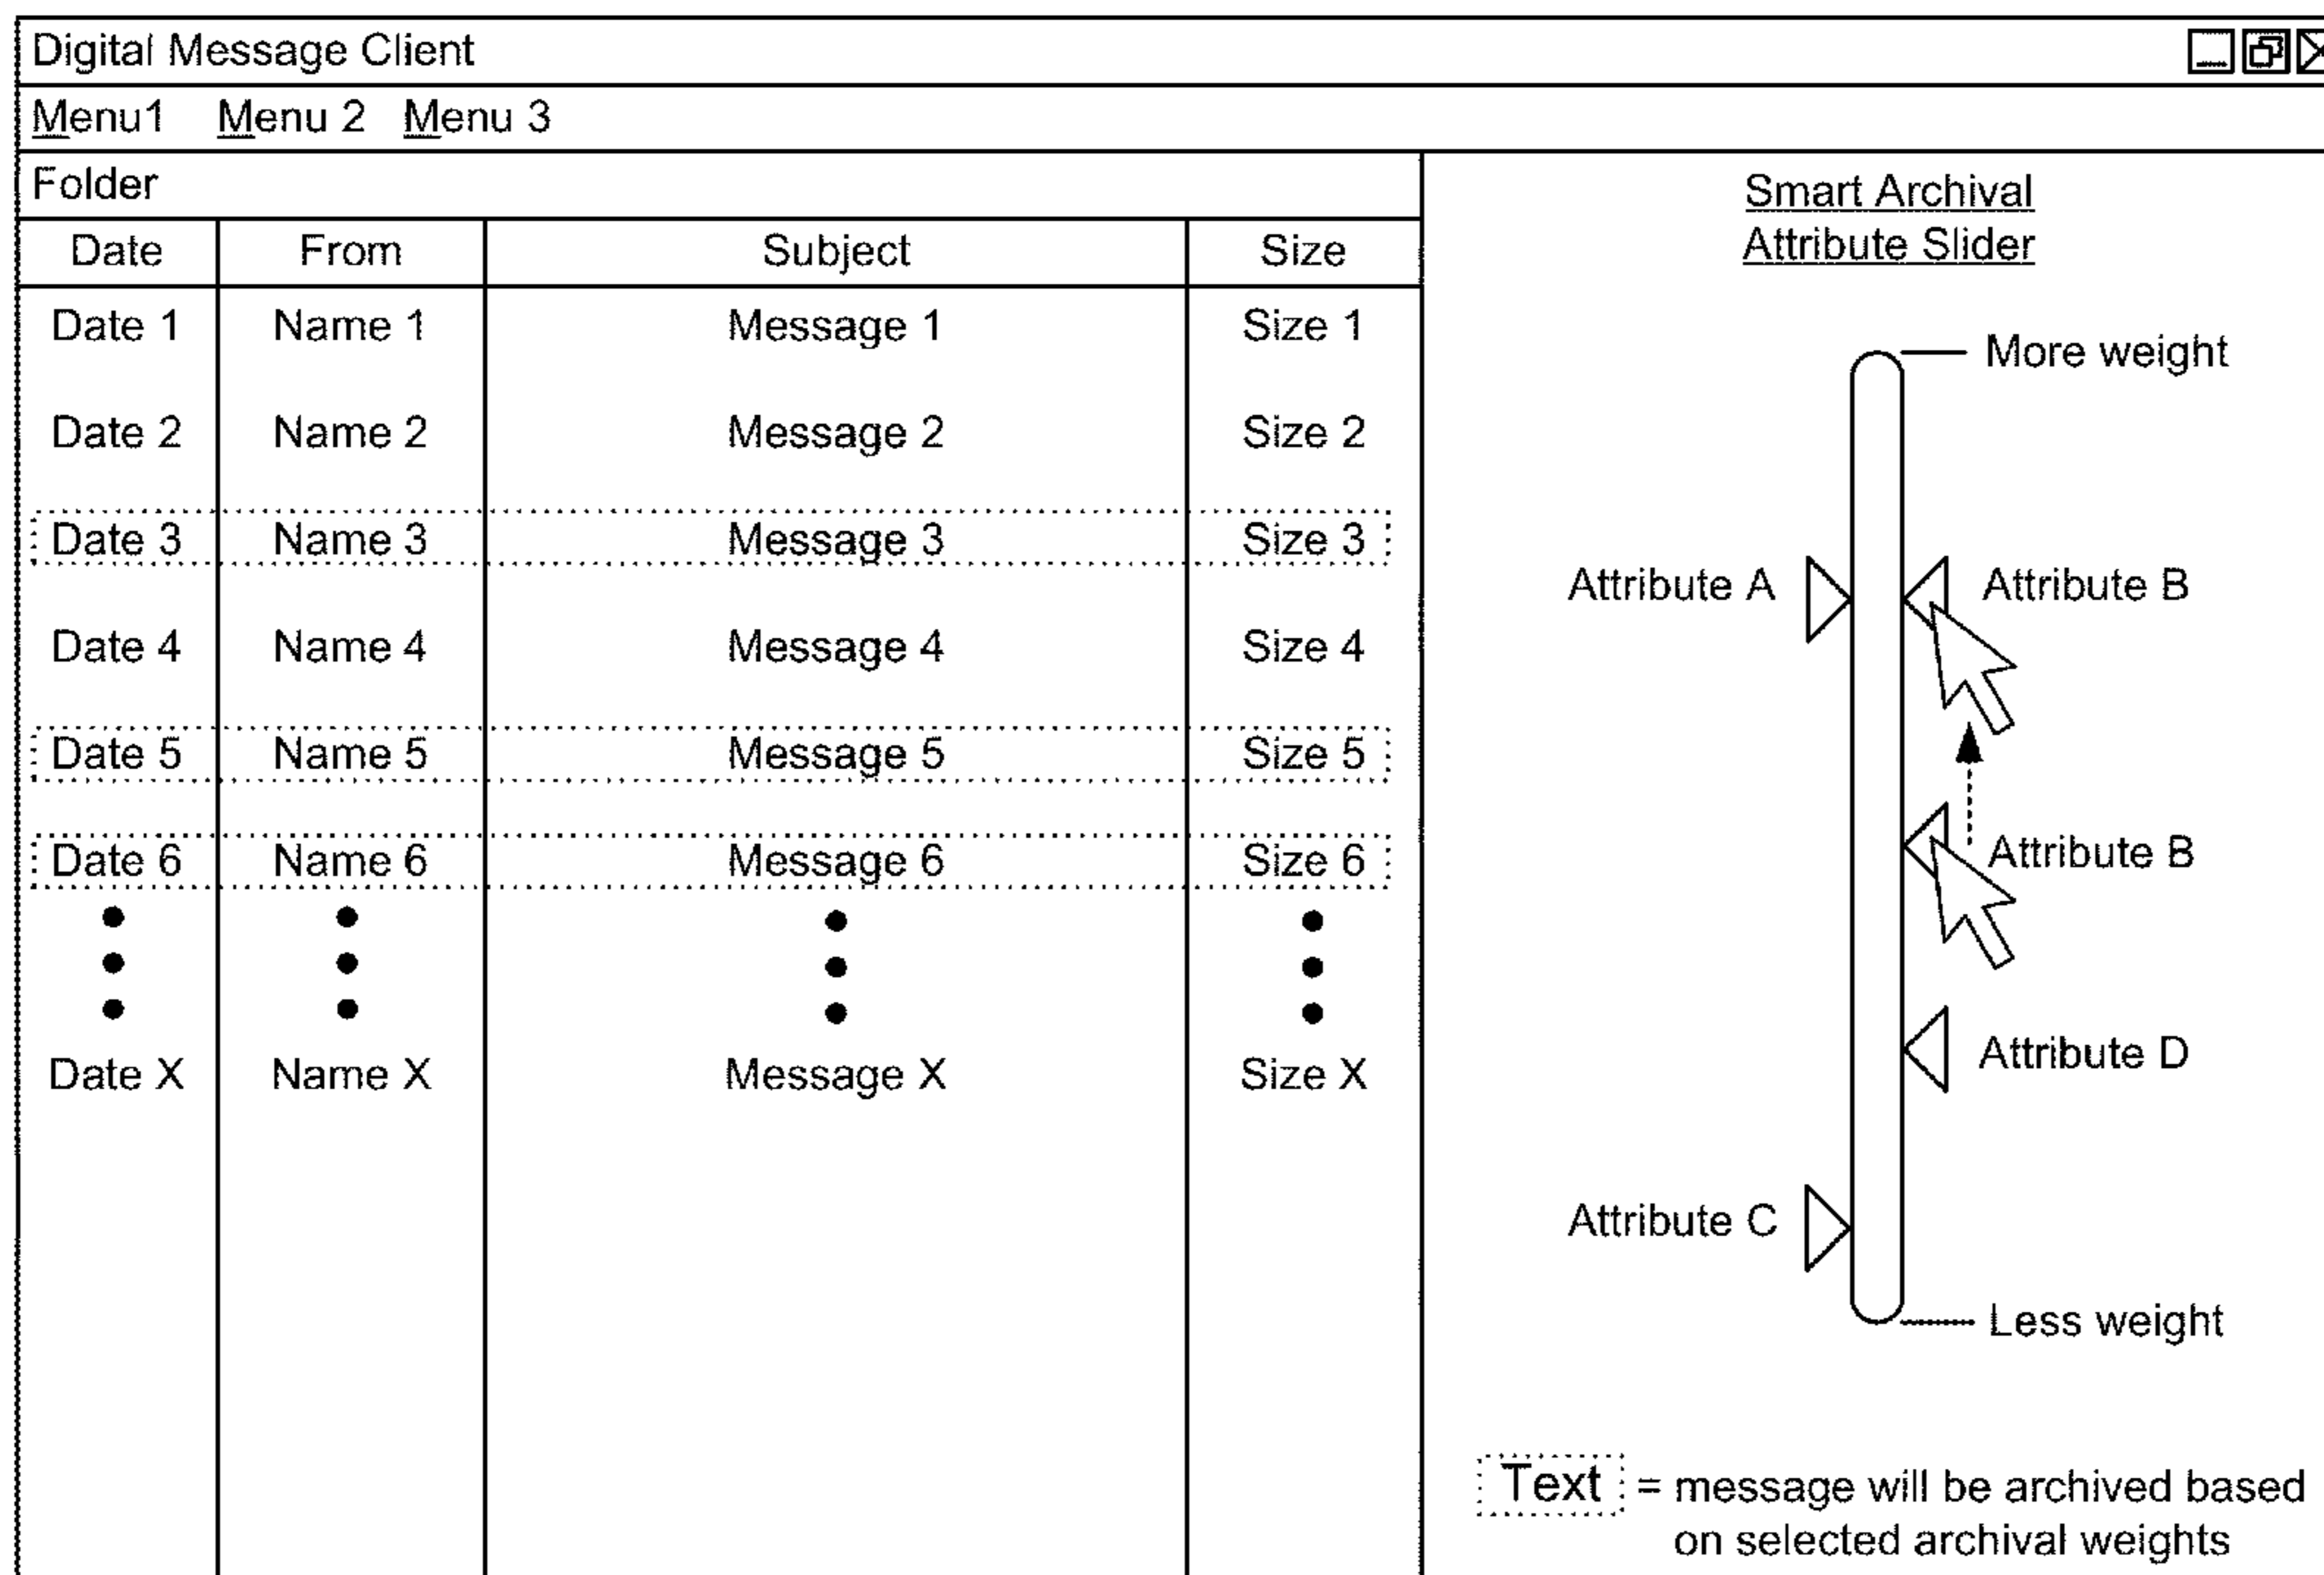 Digital Message Client
Menu1 Menu 2 Menu 3
Folder
Date From Subject Size
Date 1 Name 1 Message 1 Size 1
Date 2 Name 2 Message 2 Size 2
Date 3 Name 3 Message 3 Size 3
Date 4 Name 4 Message 4 Size 4
Date 5 Name 5 Message 5 Size 5
Date 6 Name 6 Message 6 Size 6
Date X Name X Message X Size X
Smart Archival
Attribute Slider
More weight
Attribute A Attribute B
Attribute B
Attribute D
Attribute C
Less weight
Text = message will be archived based
on selected archival weights